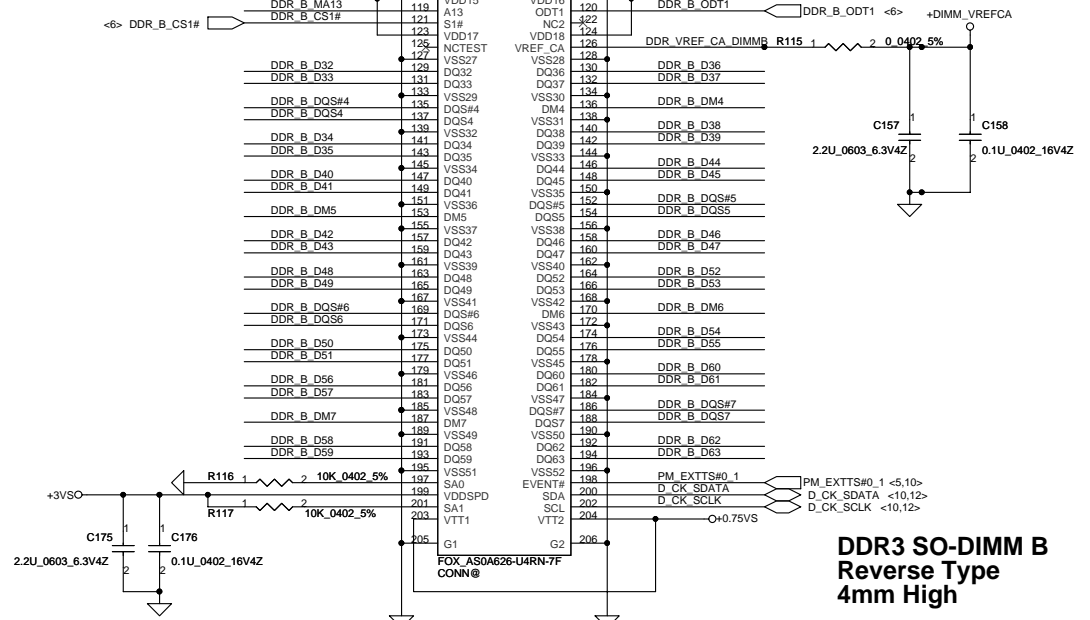 DDR_B_MA13 119 A13 VDD15 VDD16 ODT1 120 DDR_B_ODT1 DDR_B_ODT1 <6>
<6> DDR_B_CS1# DDR_B_CS1# 121 S1# NC2 122 +DIMM_VREFCA
123 VDD17 VDD18 124
125 NCTEST VREF_CA 126 DDR_VREF_CA_DIMMB R115 1 2 0_0402_5%
127 VSS27 VSS28 128
DDR_B_D32 129 DQ32 DQ36 130 DDR_B_D36
DDR_B_D33 131 DQ33 DQ37 132 DDR_B_D37
133 VSS29 VSS30 134
DDR_B_DQS#4 135 DQS#4 DM4 136 DDR_B_DM4
DDR_B_DQS4 137 DQS4 VSS31 138
139 VSS32 DQ38 140 DDR_B_D38
DDR_B_D34 141 DQ34 DQ39 142 DDR_B_D39
DDR_B_D35 143 DQ35 VSS33 144
145 VSS34 DQ44 146 DDR_B_D44
DDR_B_D40 147 DQ40 DQ45 148 DDR_B_D45
DDR_B_D41 149 DQ41 VSS35 150
151 VSS36 DQS#5 152 DDR_B_DQS#5
DDR_B_DM5 153 DM5 DQS5 154 DDR_B_DQS5
155 VSS37 VSS38 156
DDR_B_D42 157 DQ42 DQ46 158 DDR_B_D46
DDR_B_D43 159 DQ43 DQ47 160 DDR_B_D47
161 VSS39 VSS40 162
DDR_B_D48 163 DQ48 DQ52 164 DDR_B_D52
DDR_B_D49 165 DQ49 DQ53 166 DDR_B_D53
167 VSS41 VSS42 168
DDR_B_DQS#6 169 DQS#6 DM6 170 DDR_B_DM6
DDR_B_DQS6 171 DQS6 VSS43 172
173 VSS44 DQ54 174 DDR_B_D54
DDR_B_D50 175 DQ50 DQ55 176 DDR_B_D55
DDR_B_D51 177 DQ51 VSS45 178
179 VSS46 DQ60 180 DDR_B_D60
DDR_B_D56 181 DQ56 DQ61 182 DDR_B_D61
DDR_B_D57 183 DQ57 VSS47 184
185 VSS48 DQS#7 186 DDR_B_DQS#7
DDR_B_DM7 187 DM7 DQS7 188 DDR_B_DQS7
189 VSS49 VSS50 190
DDR_B_D58 191 DQ58 DQ62 192 DDR_B_D62
DDR_B_D59 193 DQ59 DQ63 194 DDR_B_D63
195 VSS51 VSS52 196
R116 1 2 10K_0402_5% 197 SA0 EVENT# 198 PM_EXTTS#0_1 PM_EXTTS#0_1 <5,10>
+3VS 199 VDDSPD SDA 200 D_CK_SDATA D_CK_SDATA <10,12>
R117 1 2 10K_0402_5% 201 SA1 SCL 202 D_CK_SCLK D_CK_SCLK <10,12>
203 VTT1 VTT2 204 +0.75VS
205 G1 G2 206
FOX_AS0A626-U4RN-7F
CONN@
1 1
C157 C158
2.2U_0603_6.3V4Z 0.1U_0402_16V4Z
2 2
1 1
C175 C176
2.2U_0603_6.3V4Z 0.1U_0402_16V4Z
2 2
DDR3 SO-DIMM B
Reverse Type
4mm High